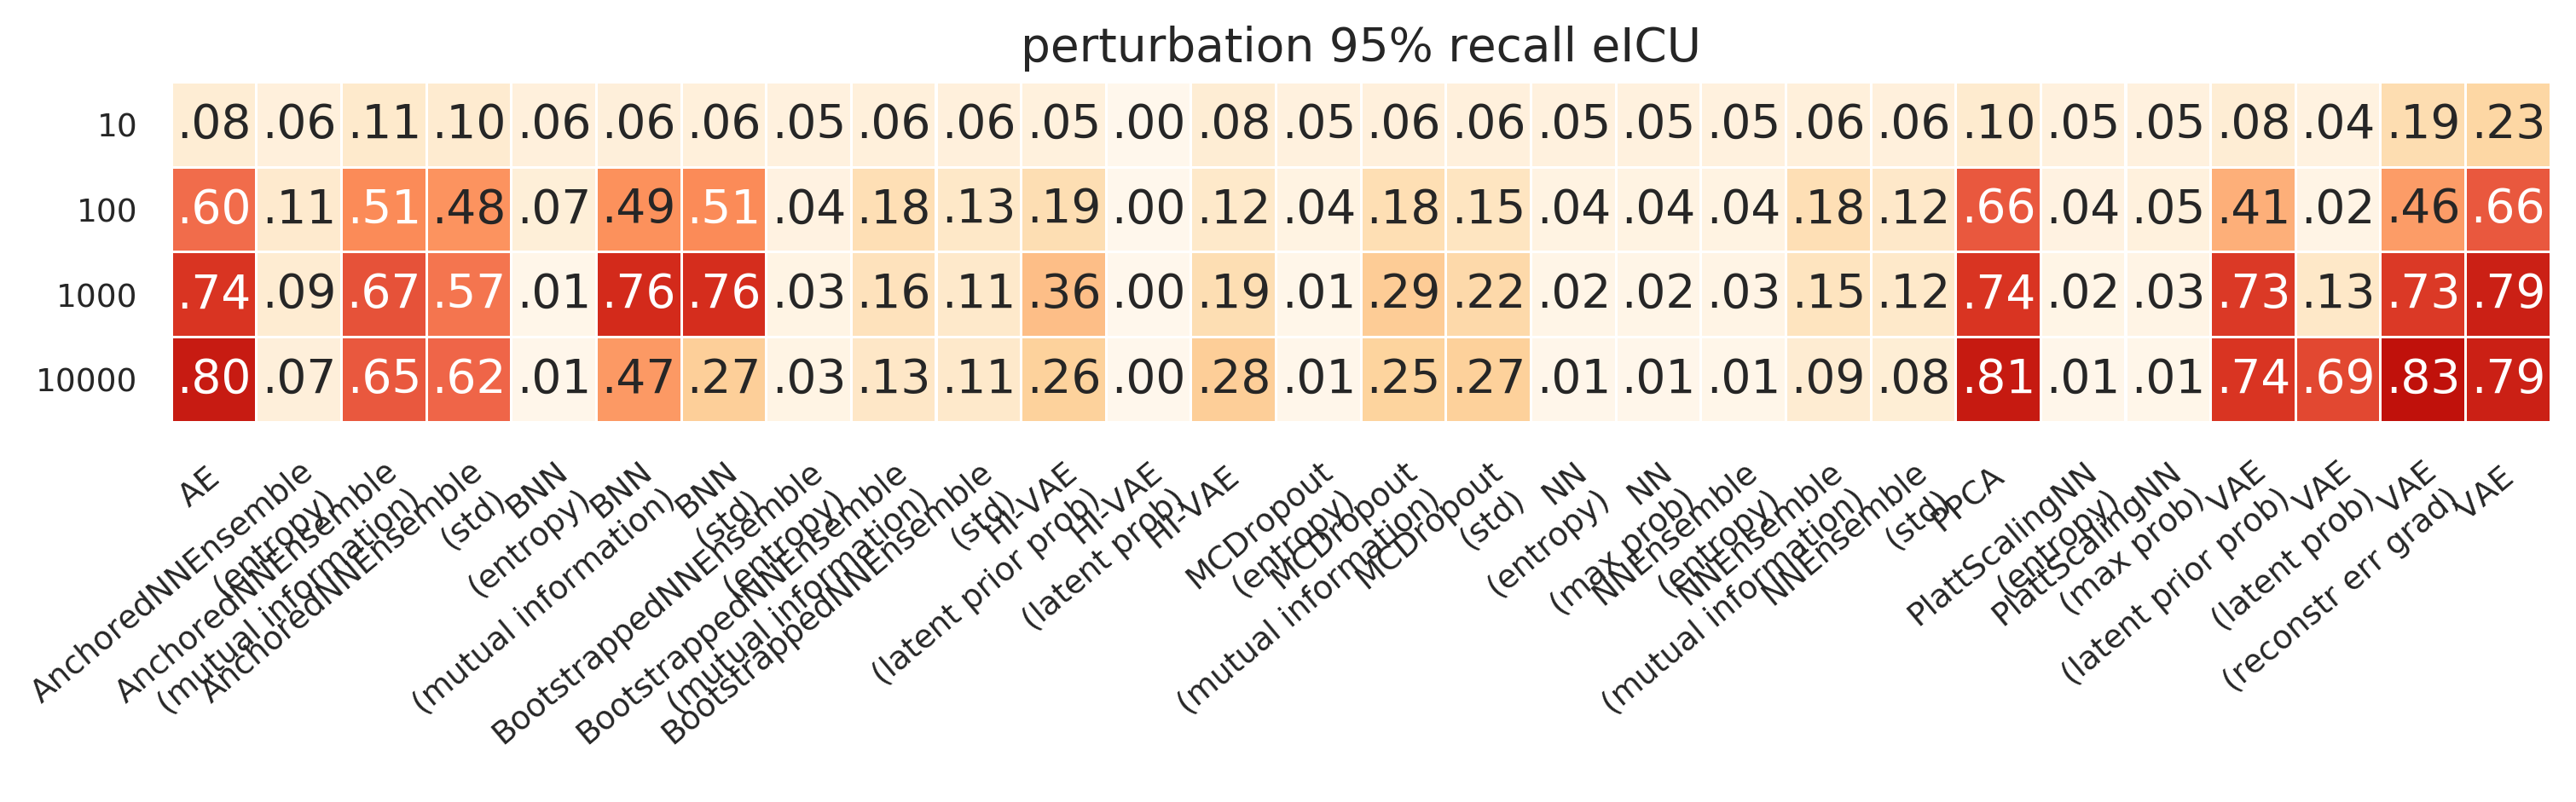 perturbation 95% recall eICU
10 .08 .06 .11 .10 .06 .06 .06 .05 .06 .06 .05 .00 .08 .05 .06 .06 .05 .05 .05 .06 .06 .10 .05 .05 .08 .04 .19 .23
100 .60 .11 .51 .48 .07 .49 .51 .04 .18 .13 .19 .00 .12 .04 .18 .15 .04 .04 .04 .18 .12 .66 .04 .05 .41 .02 .46 .66
1000 .74 .09 .67 .57 .01 .76 .76 .03 .16 .11 .36 .00 .19 .01 .29 .22 .02 .02 .03 .15 .12 .74 .02 .03 .73 .13 .73 .79
10000 .80 .07 .65 .62 .01 .47 .27 .03 .13 .11 .26 .00 .28 .01 .25 .27 .01 .01 .01 .09 .08 .81 .01 .01 .74 .69 .83 .79
AE
AnchoredNNEnsemble
(entropy)
AnchoredNNEnsemble
(mutual information)
AnchoredNNEnsemble
(std)
BNN
(entropy)
BNN
(mutual information)
BNN
(std)
BootstrappedNNEnsemble
(entropy)
BootstrappedNNEnsemble
(mutual information)
BootstrappedNNEnsemble
(std)
HI-VAE
(latent prior prob)
HI-VAE
(latent prob)
HI-VAE
MCDropout
(entropy)
MCDropout
(mutual information)
MCDropout
(std)
NN
(entropy)
NN
(max prob)
NNEnsemble
(entropy)
NNEnsemble
(mutual information)
NNEnsemble
(std)
PPCA
PlattScalingNN
(entropy)
PlattScalingNN
(max prob)
VAE
(latent prior prob)
VAE
(latent prob)
VAE
(reconstr err grad)
VAE